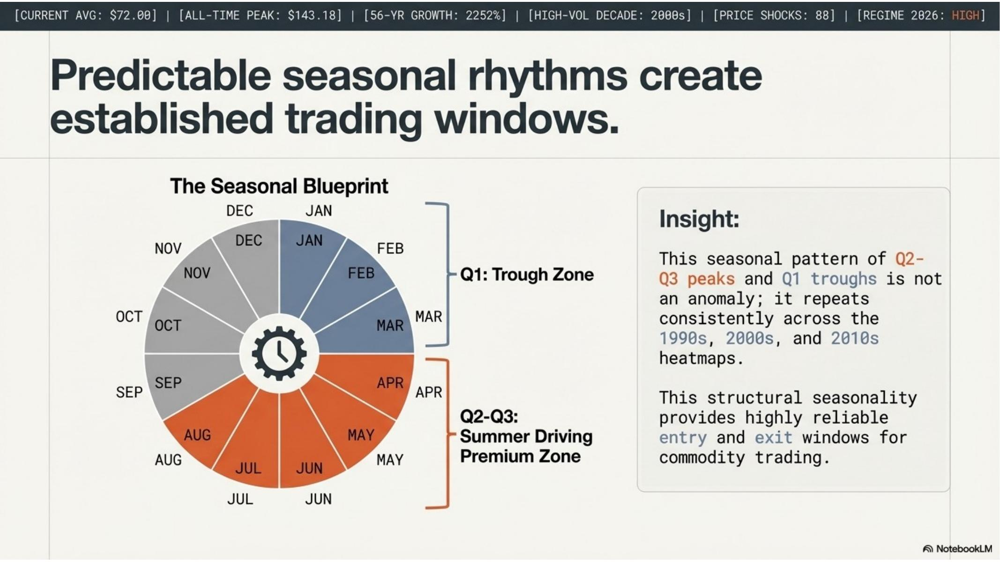 [CURRENT AVG: $72.00] | [ALL-TIME PEAK: $143.18] | [56-YR GROWTH: 2252%] | [HIGH-VOL DECADE: 2000s] | [PRICE SHOCKS: 88] | [REGIME 2026: HIGH]
Predictable seasonal rhythms create
established trading windows.
The Seasonal Blueprint
DEC JAN
DEC JAN
NOV FEB
NOV FEB
OCT MAR
OCT MAR
SEP APR
SEP APR
AUG MAY
AUG MAY
JUL JUN
JUL JUN
Q1: Trough Zone
Q2-Q3:
Summer Driving
Premium Zone
Insight:
This seasonal pattern of Q2-
Q3 peaks and Q1 troughs is not
an anomaly; it repeats
consistently across the
1990s, 2000s, and 2010s
heatmaps.
This structural seasonality
provides highly reliable
entry and exit windows for
commodity trading.
NotebookLM